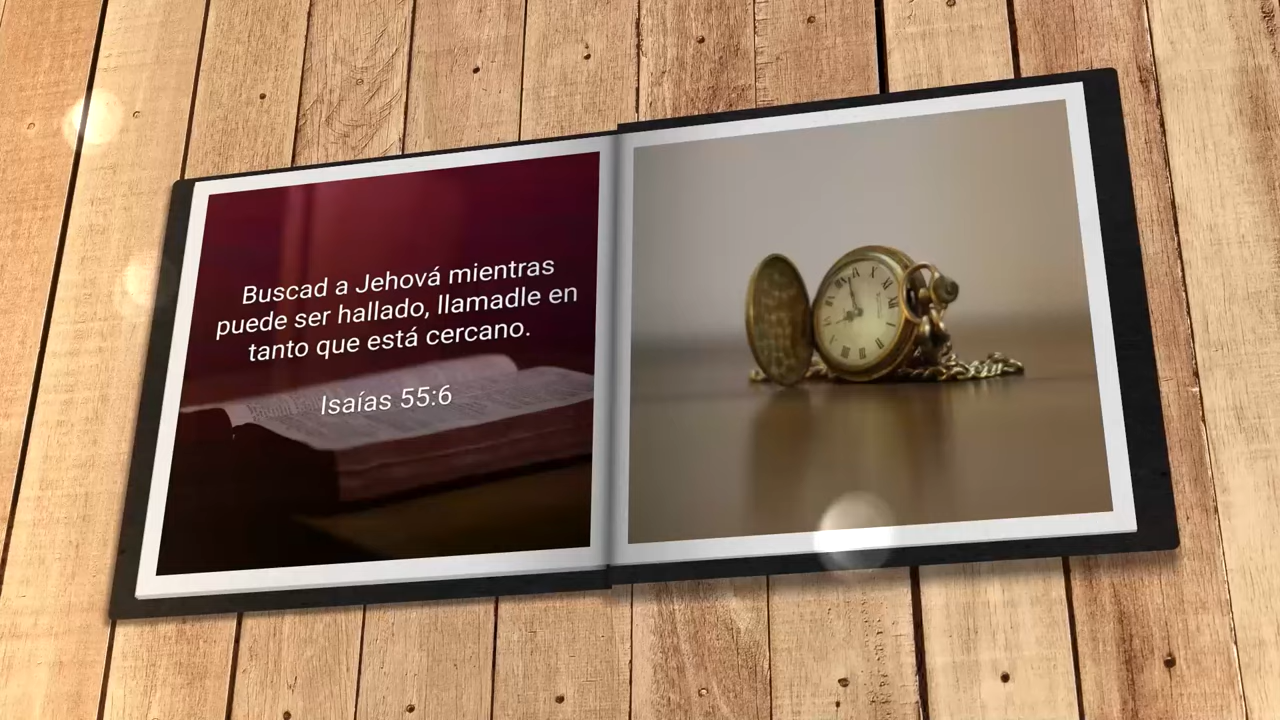 Buscad a Jehová mientras
puede ser hallado, llamadle en
tanto que está cercano.
Isaías 55:6